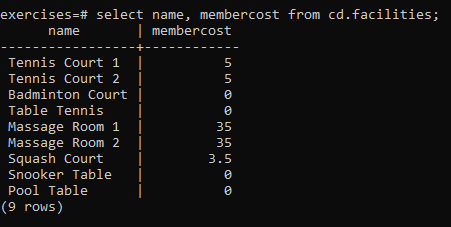 exercises=# select name, membercost from cd.facilities;
      name       | membercost
-----------------+------------
 Tennis Court 1  |          5
 Tennis Court 2  |          5
 Badminton Court |          0
 Table Tennis    |          0
 Massage Room 1  |         35
 Massage Room 2  |         35
 Squash Court    |        3.5
 Snooker Table   |          0
 Pool Table      |          0
(9 rows)